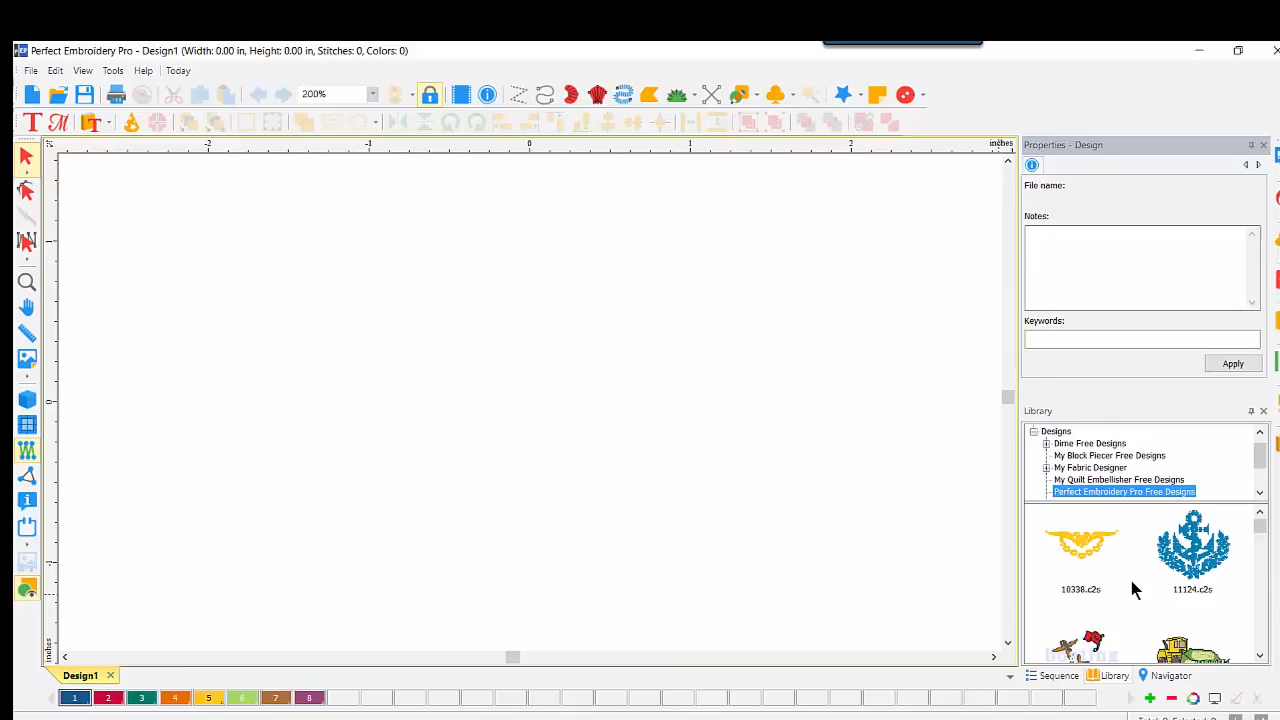 Perfect Embroidery Pro - Design1 (Width: 0.00 in, Height: 0.00 in, Stitches: 0, Colors: 0)
File Edit View Tools Help Today
200%
T M T
-2 -1 0 1 2 inches
Properties - Design
File name:
Notes:
Keywords:
Apply
Library
Designs
Dime Free Designs
My Block Piecer Free Designs
My Fabric Designer
My Quilt Embellisher Free Designs
Perfect Embroidery Pro Free Designs
10338.c2s 11124.c2s
inches
Design1
Sequence Library Navigator
1 2 3 4 5 6 7 8